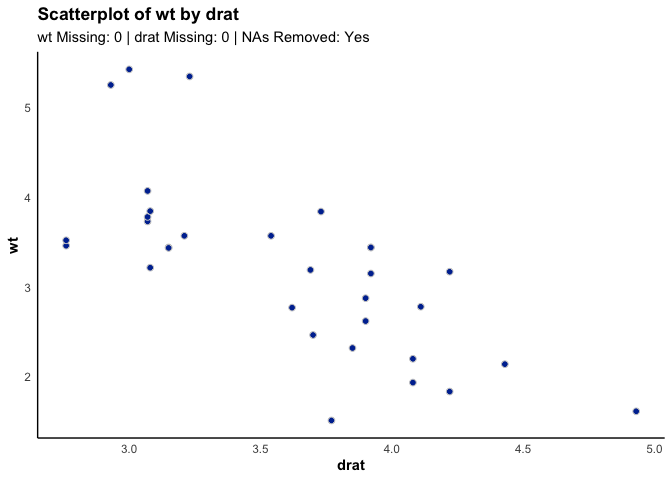 Scatterplot of wt by drat
wt Missing: 0 | drat Missing: 0 | NAs Removed: Yes
5
4
3
2
wt
3.0 3.5 4.0 4.5 5.0
drat